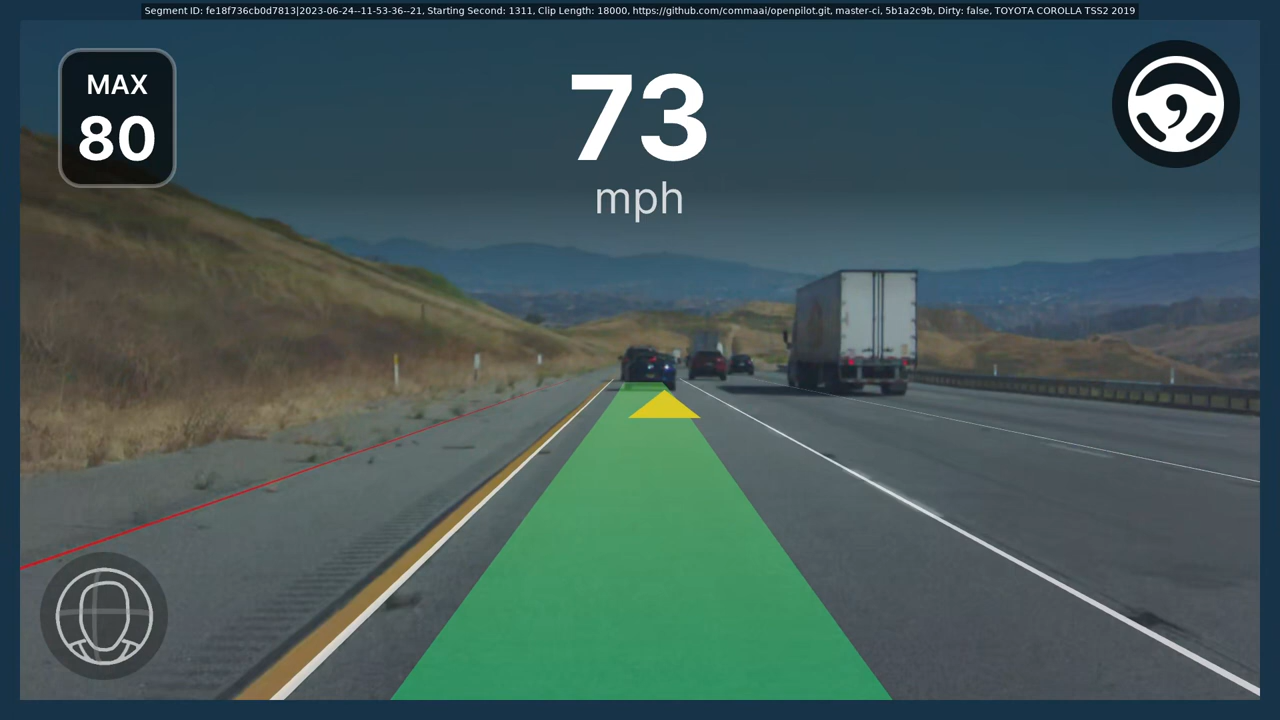 Segment ID: fe18f736cb0d7813|2023-06-24--11-53-36--21, Starting Second: 1311, Clip Length: 18000, https://github.com/commaai/openpilot.git, master-ci, 5b1a2c9b, Dirty: false, TOYOTA COROLLA TSS2 2019
MAX
80
73
mph